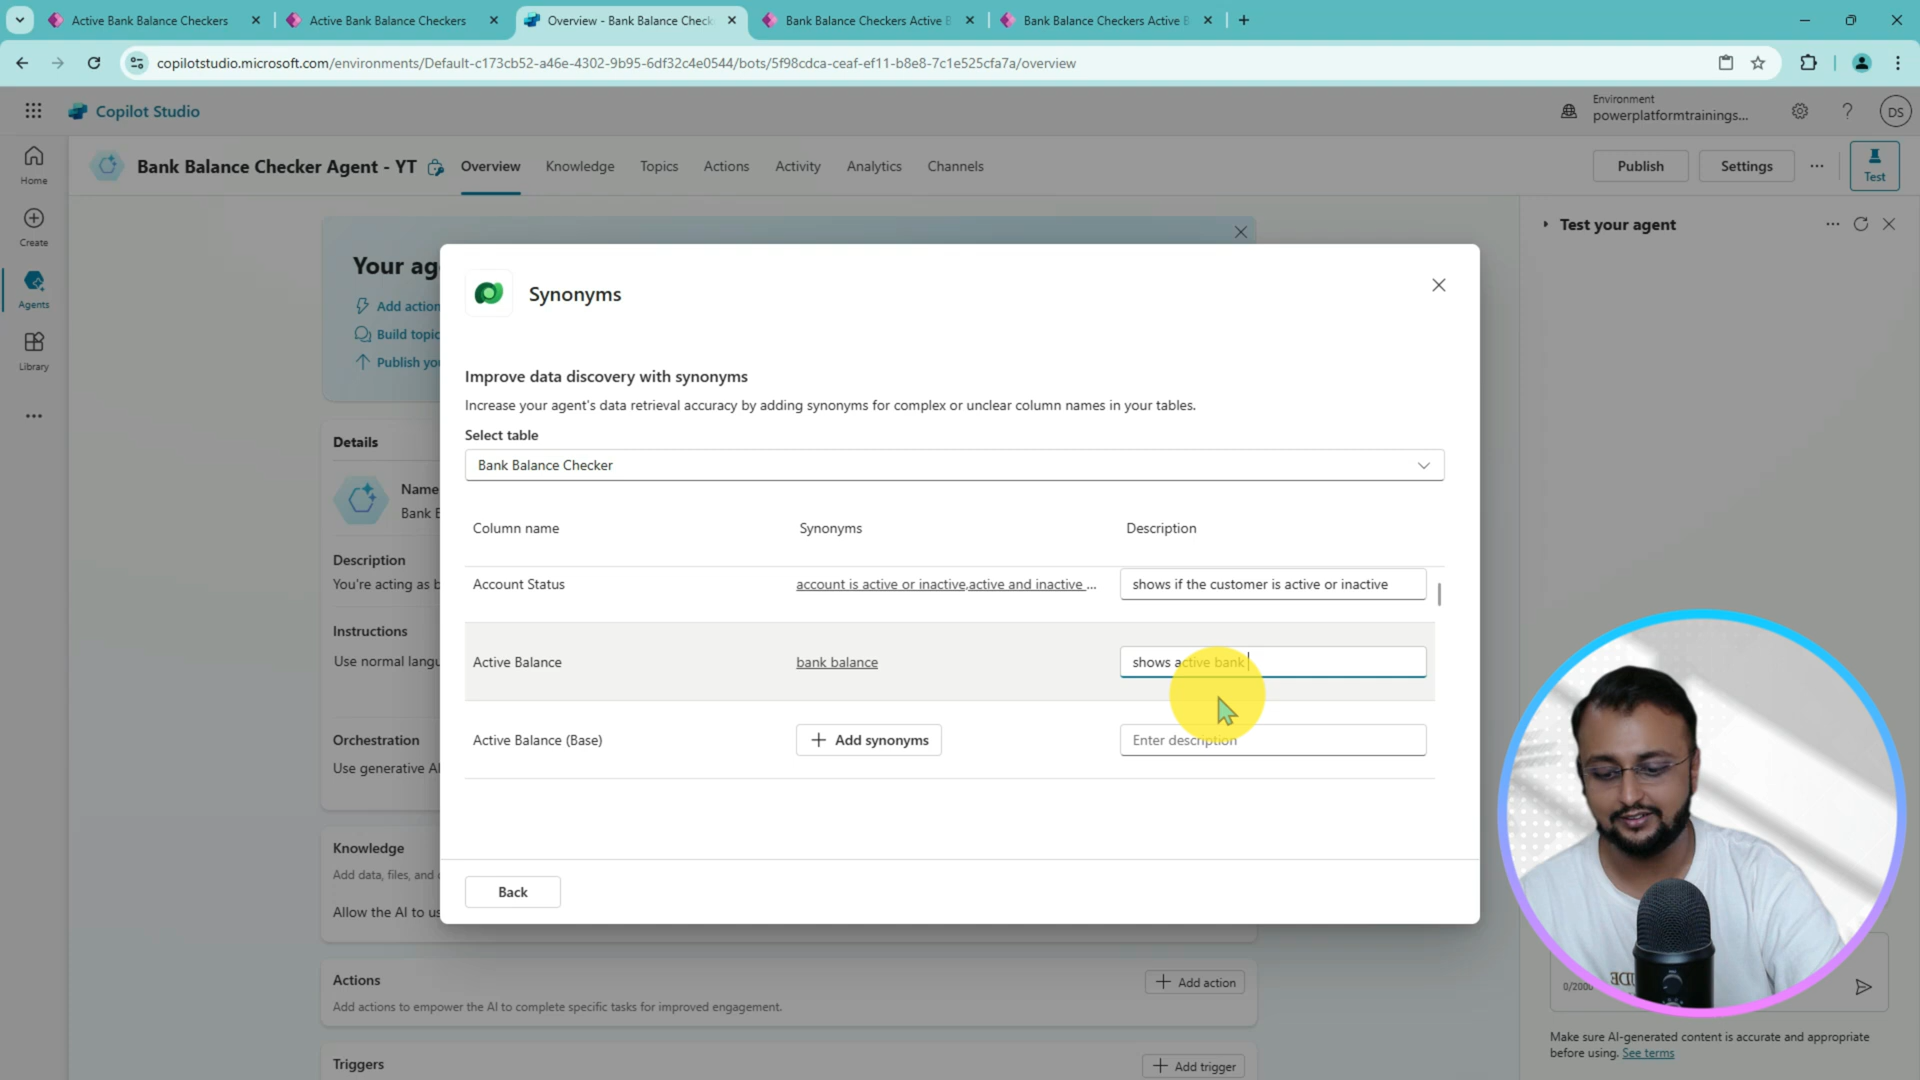 Active Bank Balance Checkers
Active Bank Balance Checkers
Overview - Bank Balance Check
Bank Balance Checkers Active B
Bank Balance Checkers Active B
copilotstudio.microsoft.com/environments/Default-c173cb52-a46e-4302-9b95-6df32c4e0544/bots/5f98cdca-ceaf-ef11-b8e8-7c1e525cfa7a/overview
Copilot Studio
Environment
powerplatformtrainings...
DS
Home
Create
Agents
Library
Bank Balance Checker Agent - YT
Overview
Knowledge
Topics
Actions
Activity
Analytics
Channels
Publish
Settings
Test
Your ag
Add action
Build topic
Publish yo
Details
Name
Bank B
Description
You're acting as b
Instructions
Use normal langu
Orchestration
Use generative AI
Knowledge
Add data, files, and
Allow the AI to us
Actions
Add actions to empower the AI to complete specific tasks for improved engagement.
Add action
Triggers
Add trigger
Synonyms
Improve data discovery with synonyms
Increase your agent's data retrieval accuracy by adding synonyms for complex or unclear column names in your tables.
Select table
Bank Balance Checker
Column name
Synonyms
Description
Account Status
account is active or inactive,active and inactive ...
shows if the customer is active or inactive
Active Balance
bank balance
shows active bank
Active Balance (Base)
Add synonyms
Enter description
Back
Test your agent
0/2000
Make sure AI-generated content is accurate and appropriate
before using. See terms